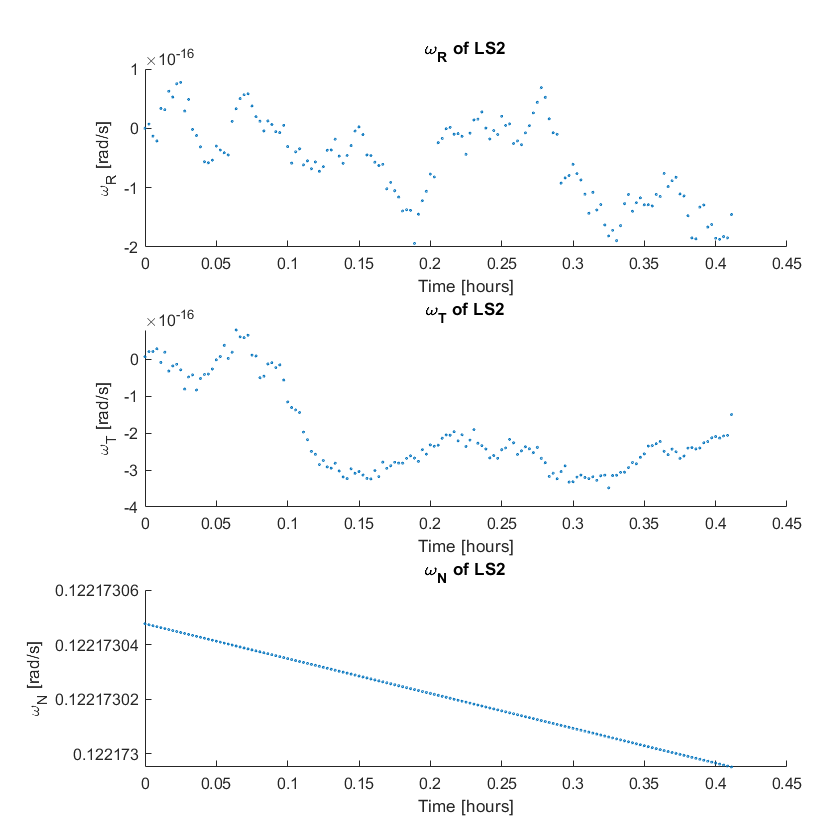 ω_R of LS2
×10^-16
1
0
-1
-2
ω_R [rad/s]
0 0.05 0.1 0.15 0.2 0.25 0.3 0.35 0.4 0.45
Time [hours]
ω_T of LS2
×10^-16
0
-1
-2
-3
-4
ω_T [rad/s]
0 0.05 0.1 0.15 0.2 0.25 0.3 0.35 0.4 0.45
Time [hours]
ω_N of LS2
0.12217306
0.12217304
0.12217302
0.122173
ω_N [rad/s]
0 0.05 0.1 0.15 0.2 0.25 0.3 0.35 0.4 0.45
Time [hours]